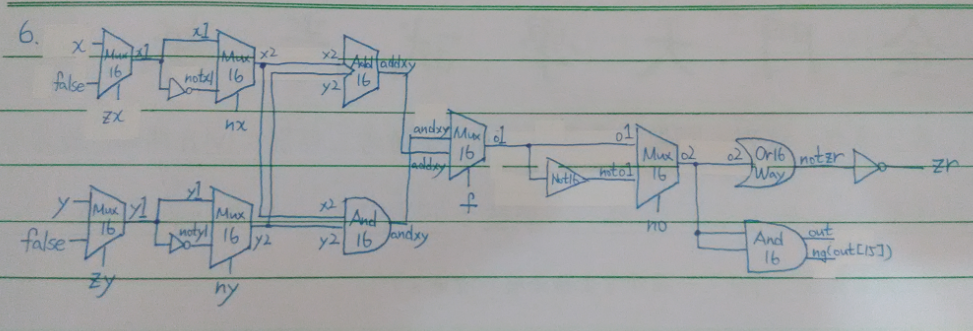 6.
x
Mux
16
x1
false
zx
x1
notx1
Mux
16
nx
x2
x2
y2
Add
16
addxy
andxy
addxy
Mux
16
f
o1
o1
Not16
noto1
Mux
16
no
o2
o2
Or16
Way
notzr
zr
y
Mux
16
y1
false
zy
y1
noty1
Mux
16
ny
y2
x2
y2
And
16
andxy
And
16
out
ng(out[15])